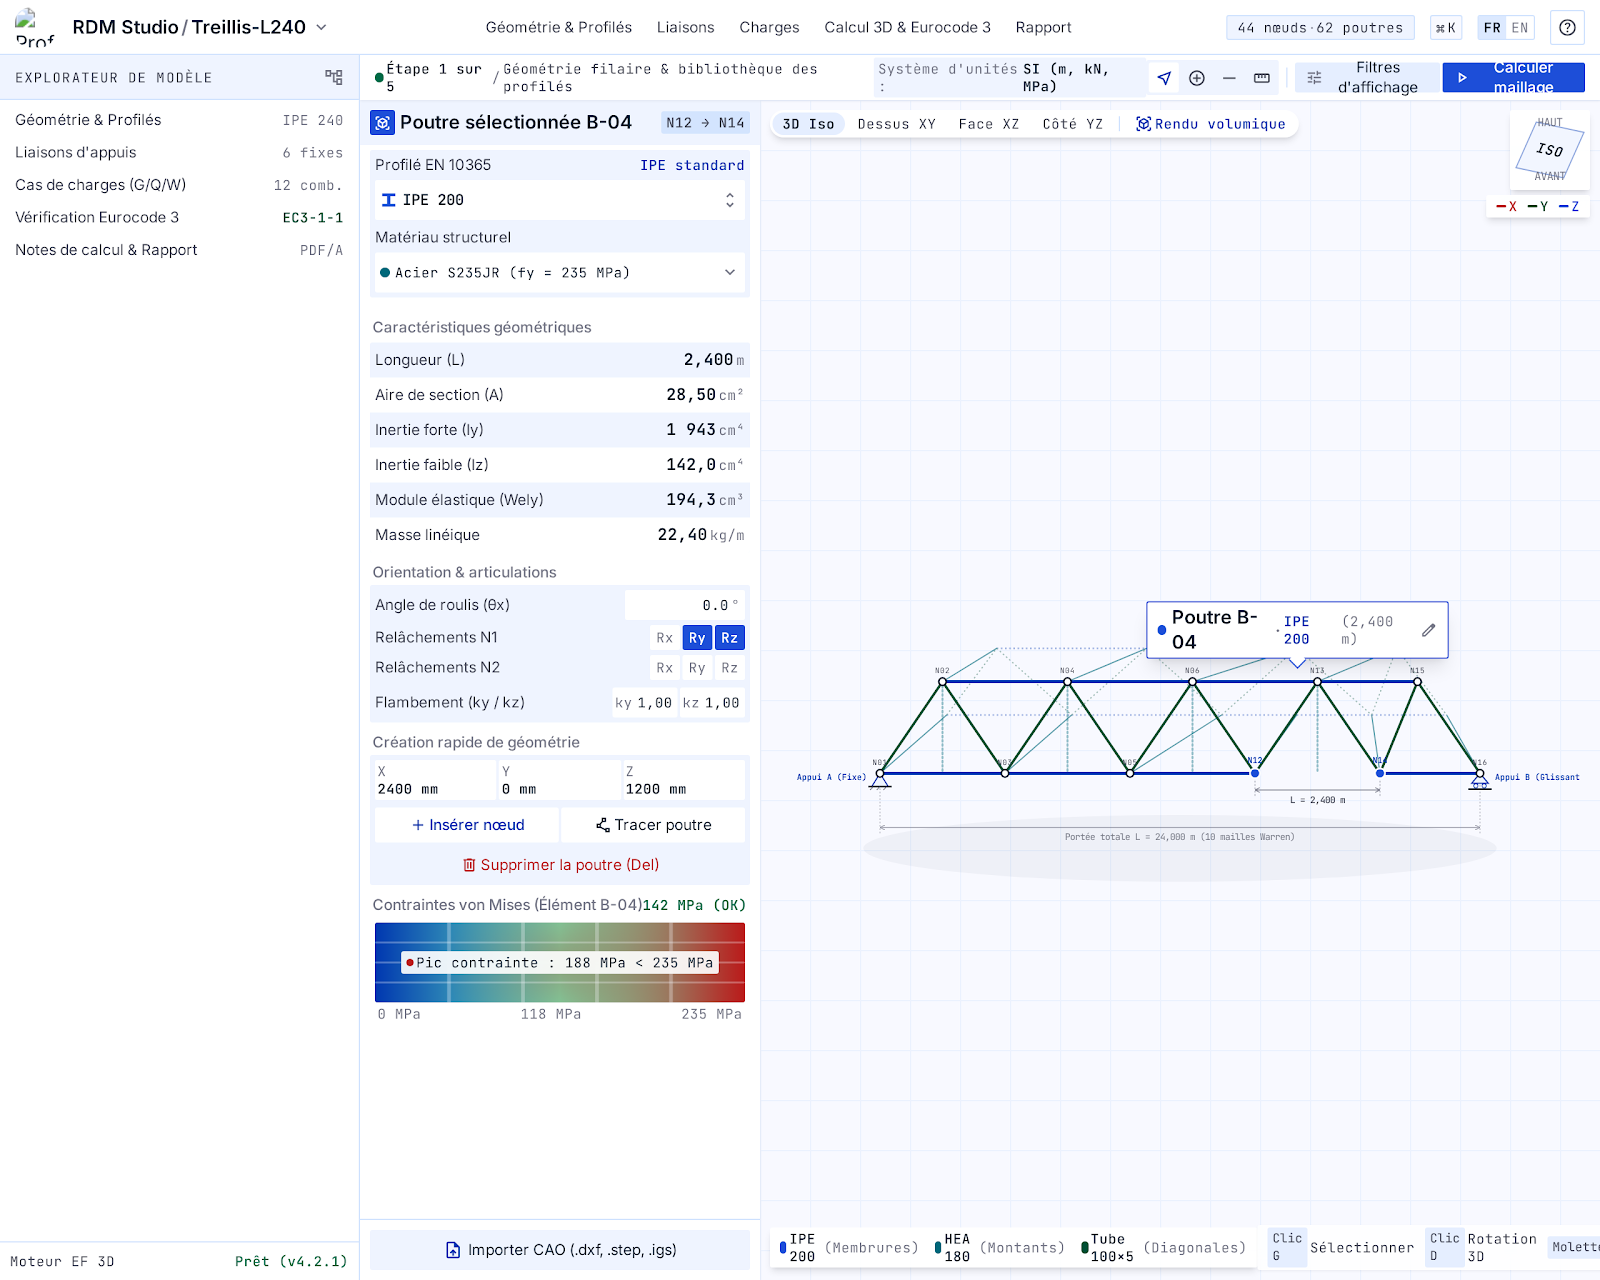 Prof
RDM Studio / Treillis-L240
Géométrie & Profilés
Liaisons
Charges
Calcul 3D & Eurocode 3
Rapport
44 nœuds·62 poutres
⌘K
FR EN
EXPLORATEUR DE MODÈLE
Géométrie & Profilés IPE 240
Liaisons d'appuis 6 fixes
Cas de charges (G/Q/W) 12 comb.
Vérification Eurocode 3 EC3-1-1
Notes de calcul & Rapport PDF/A
Moteur EF 3D Prêt (v4.2.1)
Étape 1 sur
5
/
Géométrie filaire & bibliothèque des
profilés
Système d'unités
:
SI (m, kN,
MPa)
Filtres
d'affichage
Calculer
maillage
Poutre sélectionnée B-04 N12 → N14
Profilé EN 10365 IPE standard
IPE 200
Matériau structurel
Acier S235JR (fy = 235 MPa)
Caractéristiques géométriques
Longueur (L) 2,400 m
Aire de section (A) 28,50 cm²
Inertie forte (Iy) 1 943 cm⁴
Inertie faible (Iz) 142,0 cm⁴
Module élastique (Wely) 194,3 cm³
Masse linéique 22,40 kg/m
Orientation & articulations
Angle de roulis (θx) 0.0 °
Relâchements N1 Rx Ry Rz
Relâchements N2 Rx Ry Rz
Flambement (ky / kz) ky 1,00 kz 1,00
Création rapide de géométrie
X Y Z
2400 mm 0 mm 1200 mm
+ Insérer nœud
Tracer poutre
Supprimer la poutre (Del)
Contraintes von Mises (Élément B-04) 142 MPa (OK)
Pic contrainte : 188 MPa < 235 MPa
0 MPa 118 MPa 235 MPa
Importer CAO (.dxf, .step, .igs)
3D Iso Dessus XY Face XZ Côté YZ Rendu volumique
HAUT
ISO
AVANT
X Y Z
Poutre B-
04
·
IPE
200
(2,400
m)
N02 N04 N06 N13 N15
N01 N03 N05 N12 N14 N16
Appui A (Fixe)
Appui B (Glissant
L = 2,400 m
Portée totale L = 24,000 m (10 mailles Warren)
IPE
200
(Membrures)
HEA
180
(Montants)
Tube
100×5
(Diagonales)
Clic
G
Sélectionner
Clic
D
Rotation
3D
Molette